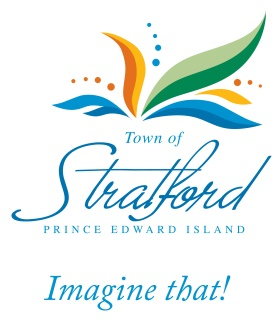 Town of
Stratford
PRINCE EDWARD ISLAND
Imagine that!